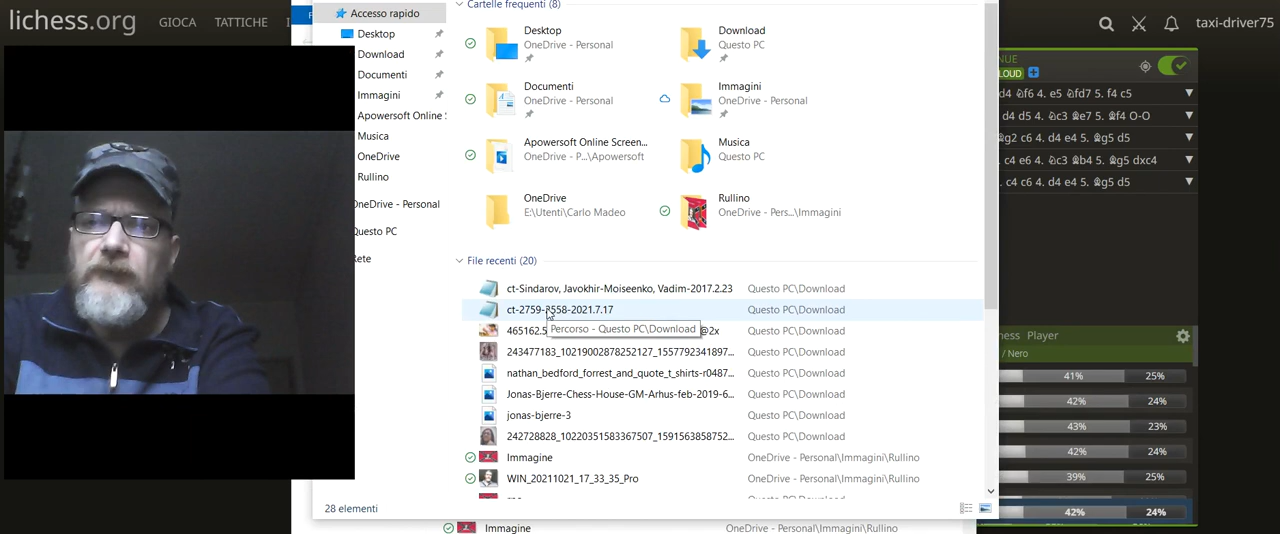 lichess.org GIOCA TATTICHE
taxi-driver75
Accesso rapido
Desktop
Download
Documenti
Immagini
Apowersoft Online
Musica
OneDrive
Rullino
OneDrive - Personal
Questo PC
Rete
Cartelle frequenti (8)
Desktop
OneDrive - Personal
Download
Questo PC
Documenti
OneDrive - Personal
Immagini
OneDrive - Personal
Apowersoft Online Screen...
OneDrive - P...\Apowersoft
Musica
Questo PC
OneDrive
E:\Utenti\Carlo Madeo
Rullino
OneDrive - Pers...\Immagini
File recenti (20)
ct-Sindarov, Javokhir-Moiseenko, Vadim-2017.2.23 Questo PC\Download
ct-2759-3558-2021.7.17 Questo PC\Download
Percorso - Questo PC\Download
465162.5 @2x Questo PC\Download
243477183_10219002878252127_1557792341897... Questo PC\Download
nathan_bedford_forrest_and_quote_t_shirts-r0487... Questo PC\Download
Jonas-Bjerre-Chess-House-GM-Arhus-feb-2019-6... Questo PC\Download
jonas-bjerre-3 Questo PC\Download
242728828_10220351583367507_1591563858752... Questo PC\Download
Immagine OneDrive - Personal\Immagini\Rullino
WIN_20211021_17_33_35_Pro OneDrive - Personal\Immagini\Rullino
28 elementi
Immagine OneDrive - Personal\Immagini\Rullino
NUE
LOUD
d4 ♘f6 4. e5 ♘fd7 5. f4 c5
d4 d5 4. ♘c3 ♗e7 5. ♗f4 O-O
♗g2 c6 4. d4 e4 5. ♗g5 d5
. c4 e6 4. ♘c3 ♗b4 5. ♗g5 dxc4
. c4 c6 4. d4 e4 5. ♗g5 d5
hess Player
/ Nero
41% 25%
42% 24%
43% 23%
42% 24%
39% 25%
42% 24%